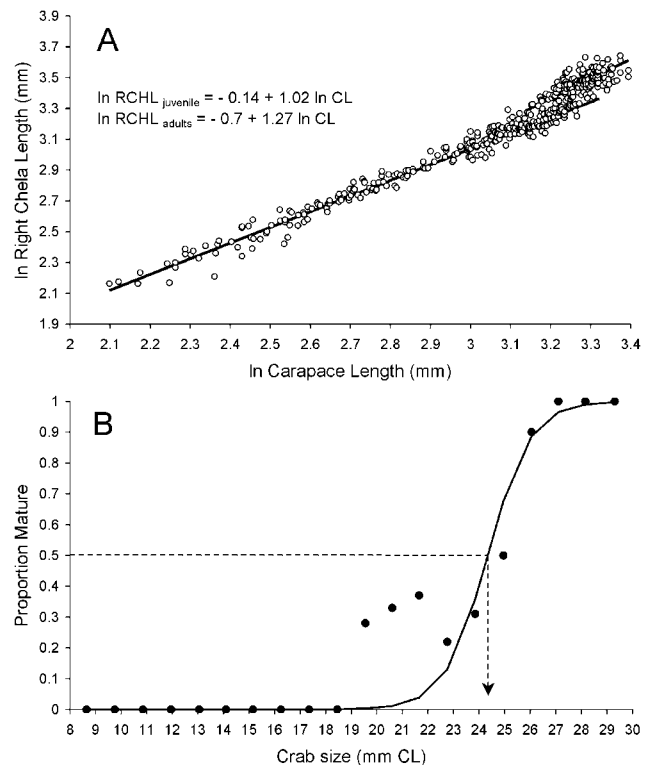 A
ln RCHL juvenile = - 0.14 + 1.02 ln CL
ln RCHL adults = - 0.7 + 1.27 ln CL
ln Right Chela Length (mm)
3.9
3.7
3.5
3.3
3.1
2.9
2.7
2.5
2.3
2.1
1.9
2 2.1 2.2 2.3 2.4 2.5 2.6 2.7 2.8 2.9 3 3.1 3.2 3.3 3.4
ln Carapace Length (mm)
B
Proportion Mature
1
0.9
0.8
0.7
0.6
0.5
0.4
0.3
0.2
0.1
0
8 9 10 11 12 13 14 15 16 17 18 19 20 21 22 23 24 25 26 27 28 29 30
Crab size (mm CL)